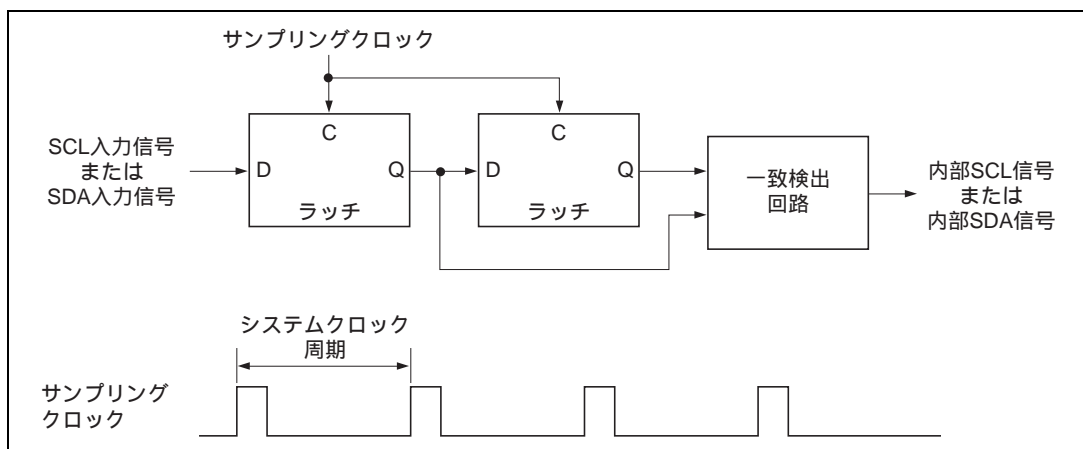 サンプリングクロック
SCL入力信号
または
SDA入力信号
C
D
Q
ラッチ
C
D
Q
ラッチ
一致検出
回路
内部SCL信号
または
内部SDA信号
システムクロック
周期
サンプリング
クロック